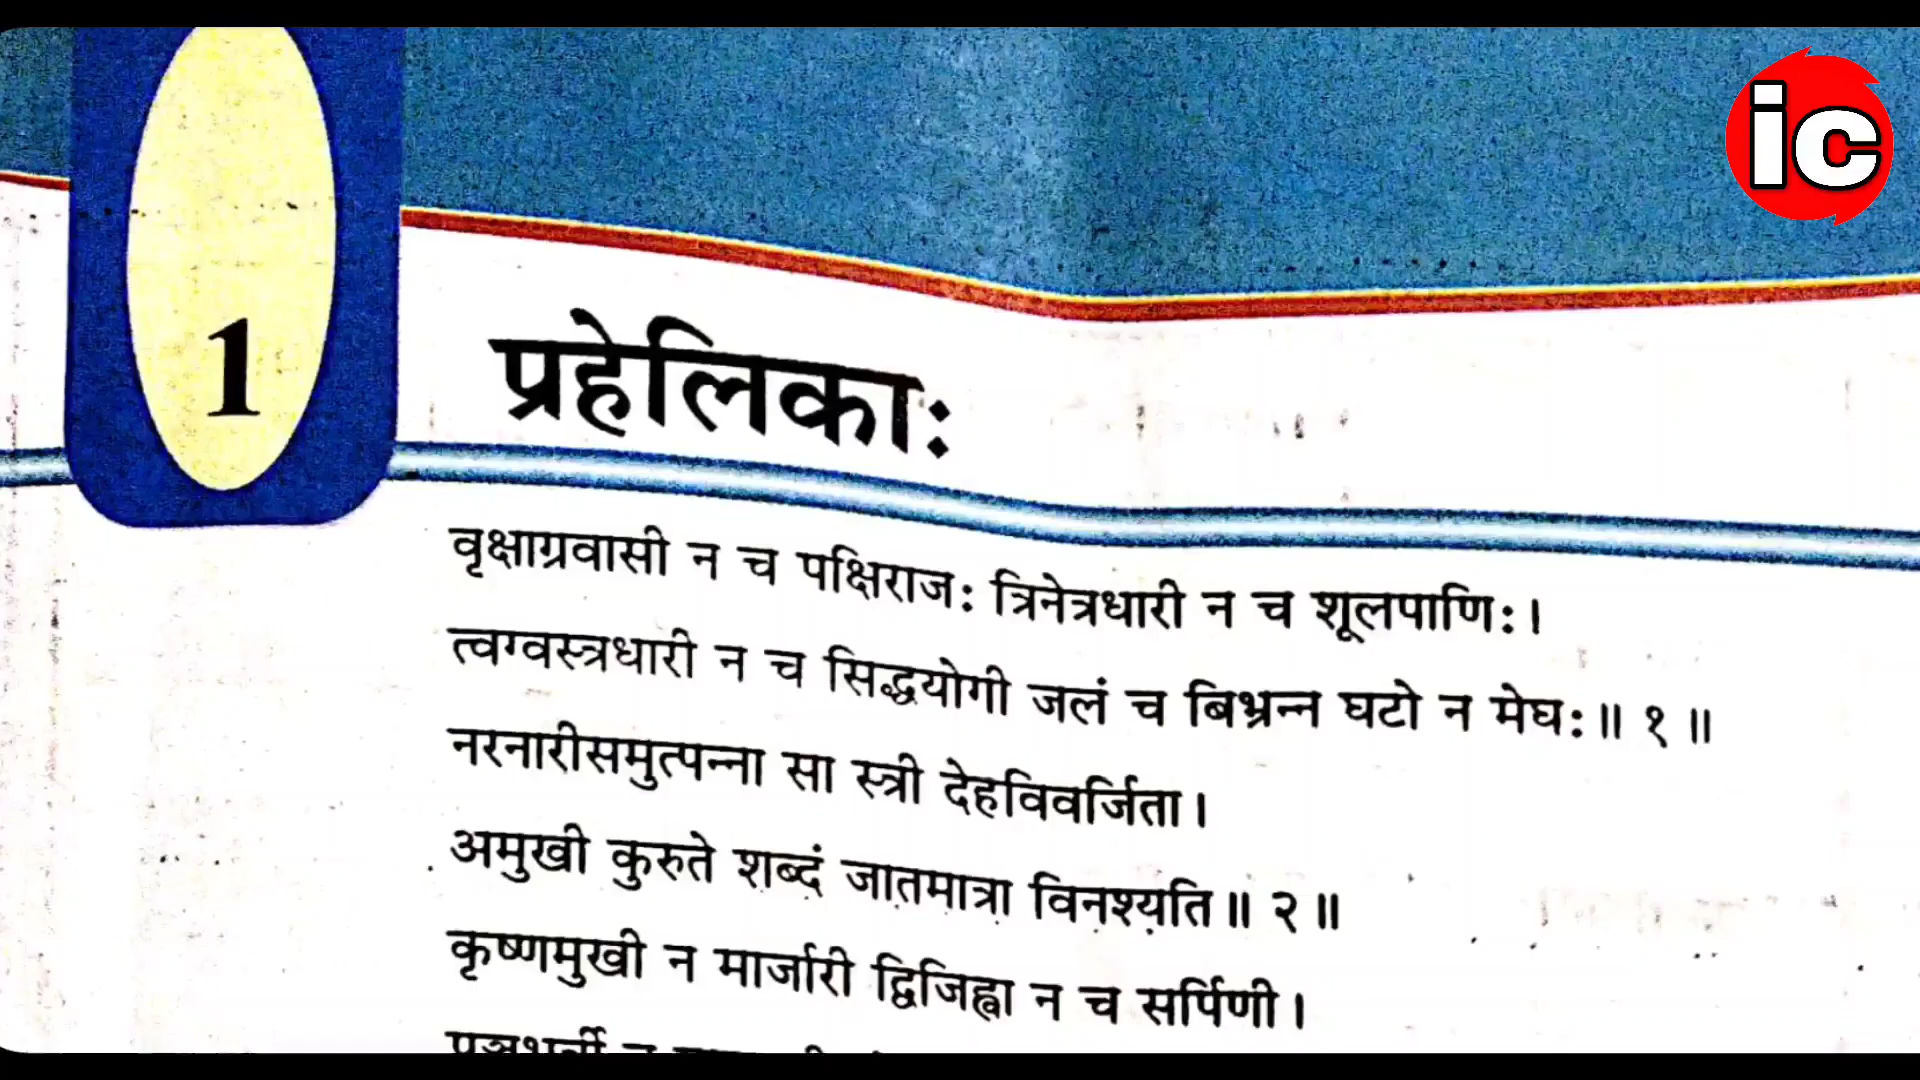 ic
1
प्रहेलिकाः
वृक्षाग्रवासी न च पक्षिराजः त्रिनेत्रधारी न च शूलपाणिः।
त्वग्वस्त्रधारी न च सिद्धयोगी जलं च बिभ्रन्न घटो न मेघः॥ १ ॥
नरनारीसमुत्पन्ना सा स्त्री देहविवर्जिता।
अमुखी कुरुते शब्दं जातमात्रा विनश्यति॥ २ ॥
कृष्णमुखी न मार्जारी द्विजिह्वा न च सर्पिणी।